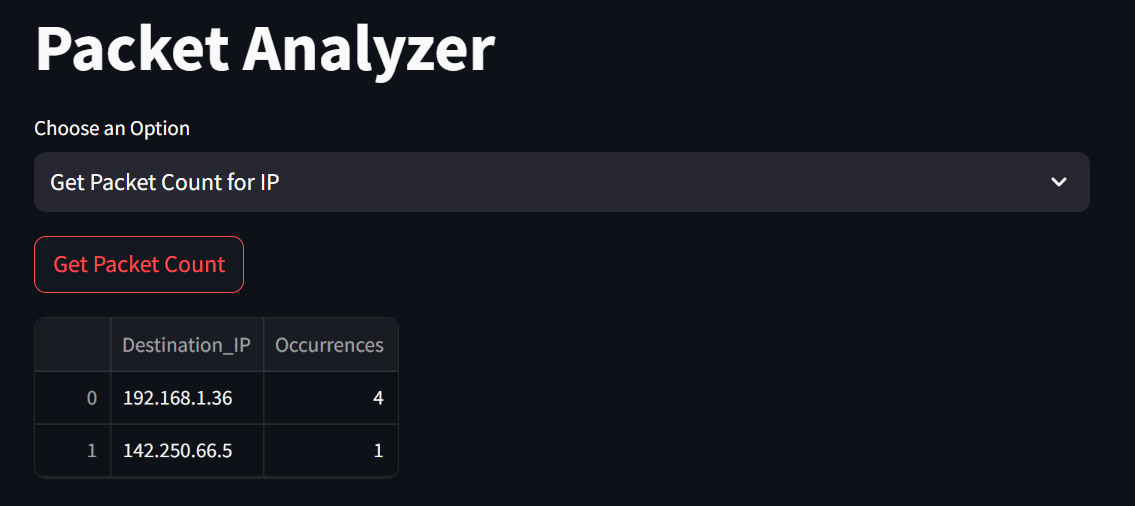 Packet Analyzer
Choose an Option
Get Packet Count for IP
Get Packet Count
Destination_IP Occurrences
0 192.168.1.36 4
1 142.250.66.5 1